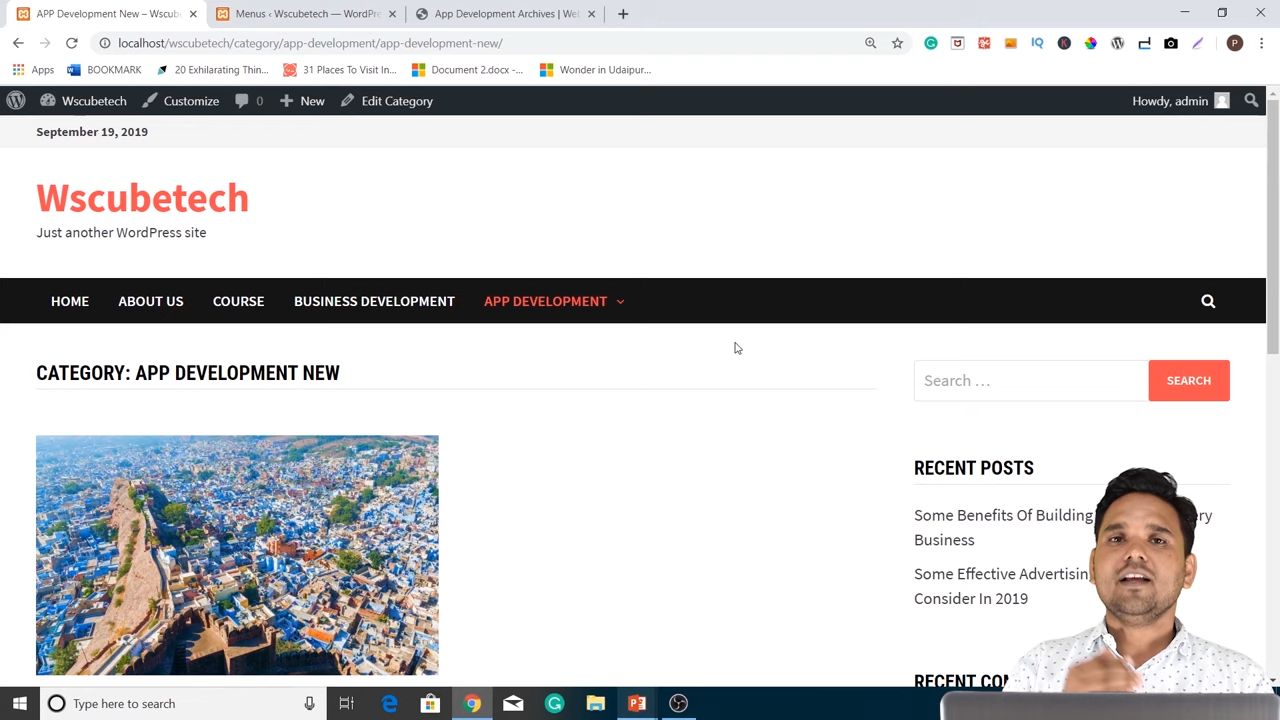 APP Development New – Wscub
Menus ‹ Wscubetech — WordPr
App Development Archives | Wel
localhost/wscubetech/category/app-development/app-development-new/
Apps
BOOKMARK
20 Exhilarating Thin...
31 Places To Visit In...
Document 2.docx -...
Wonder in Udaipur...
Wscubetech
Customize
0
New
Edit Category
Howdy, admin
September 19, 2019
Wscubetech
Just another WordPress site
HOME
ABOUT US
COURSE
BUSINESS DEVELOPMENT
APP DEVELOPMENT
CATEGORY: APP DEVELOPMENT NEW
Search …
SEARCH
RECENT POSTS
Some Benefits Of Building
Business
Some Effective Advertisin
Consider In 2019
RECENT
Type here to search